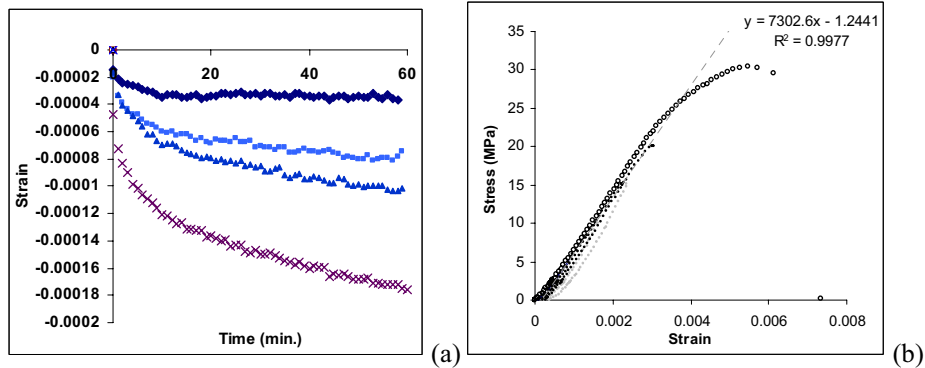 0
-0.00002
-0.00004
-0.00006
-0.00008
-0.0001
-0.00012
-0.00014
-0.00016
-0.00018
-0.0002
0 20 40 60
Strain
Time (min.)
(a)
y = 7302.6x - 1.2441
R² = 0.9977
35
30
25
20
15
10
5
0
0 0.002 0.004 0.006 0.008
Stress (MPa)
Strain
(b)